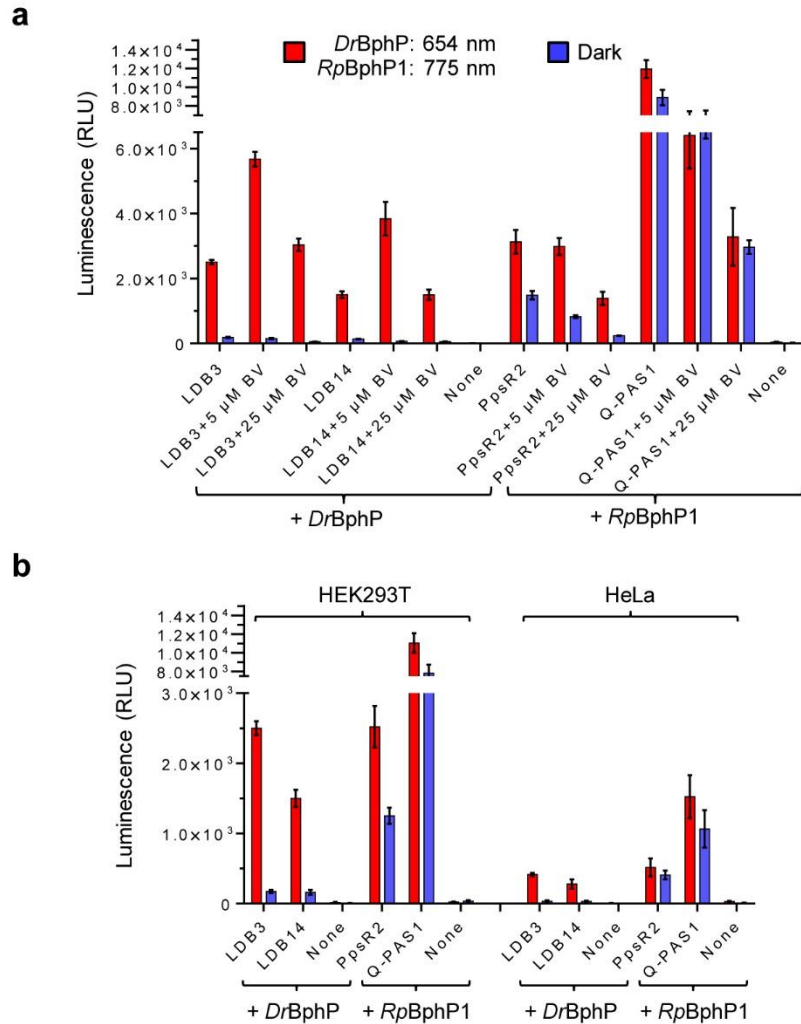 a
DrBphP: 654 nm
RpBphP1: 775 nm
Dark
Luminescence (RLU)
1.4×10⁴
1.2×10⁴
1.0×10⁴
8.0×10³
6.0×10³
4.0×10³
2.0×10³
0
LDB3
LDB3+5 µM BV
LDB3+25 µM BV
LDB14
LDB14+5 µM BV
LDB14+25 µM BV
None
PpsR2
PpsR2+5 µM BV
PpsR2+25 µM BV
Q-PAS1
Q-PAS1+5 µM BV
Q-PAS1+25 µM BV
None
+ DrBphP
+ RpBphP1
b
HEK293T
HeLa
Luminescence (RLU)
1.4×10⁴
1.2×10⁴
1.0×10⁴
8.0×10³
3.0×10³
2.0×10³
1.0×10³
0
LDB3
LDB14
None
PpsR2
Q-PAS1
None
LDB3
LDB14
None
PpsR2
Q-PAS1
None
+ DrBphP
+ RpBphP1
+ DrBphP
+ RpBphP1